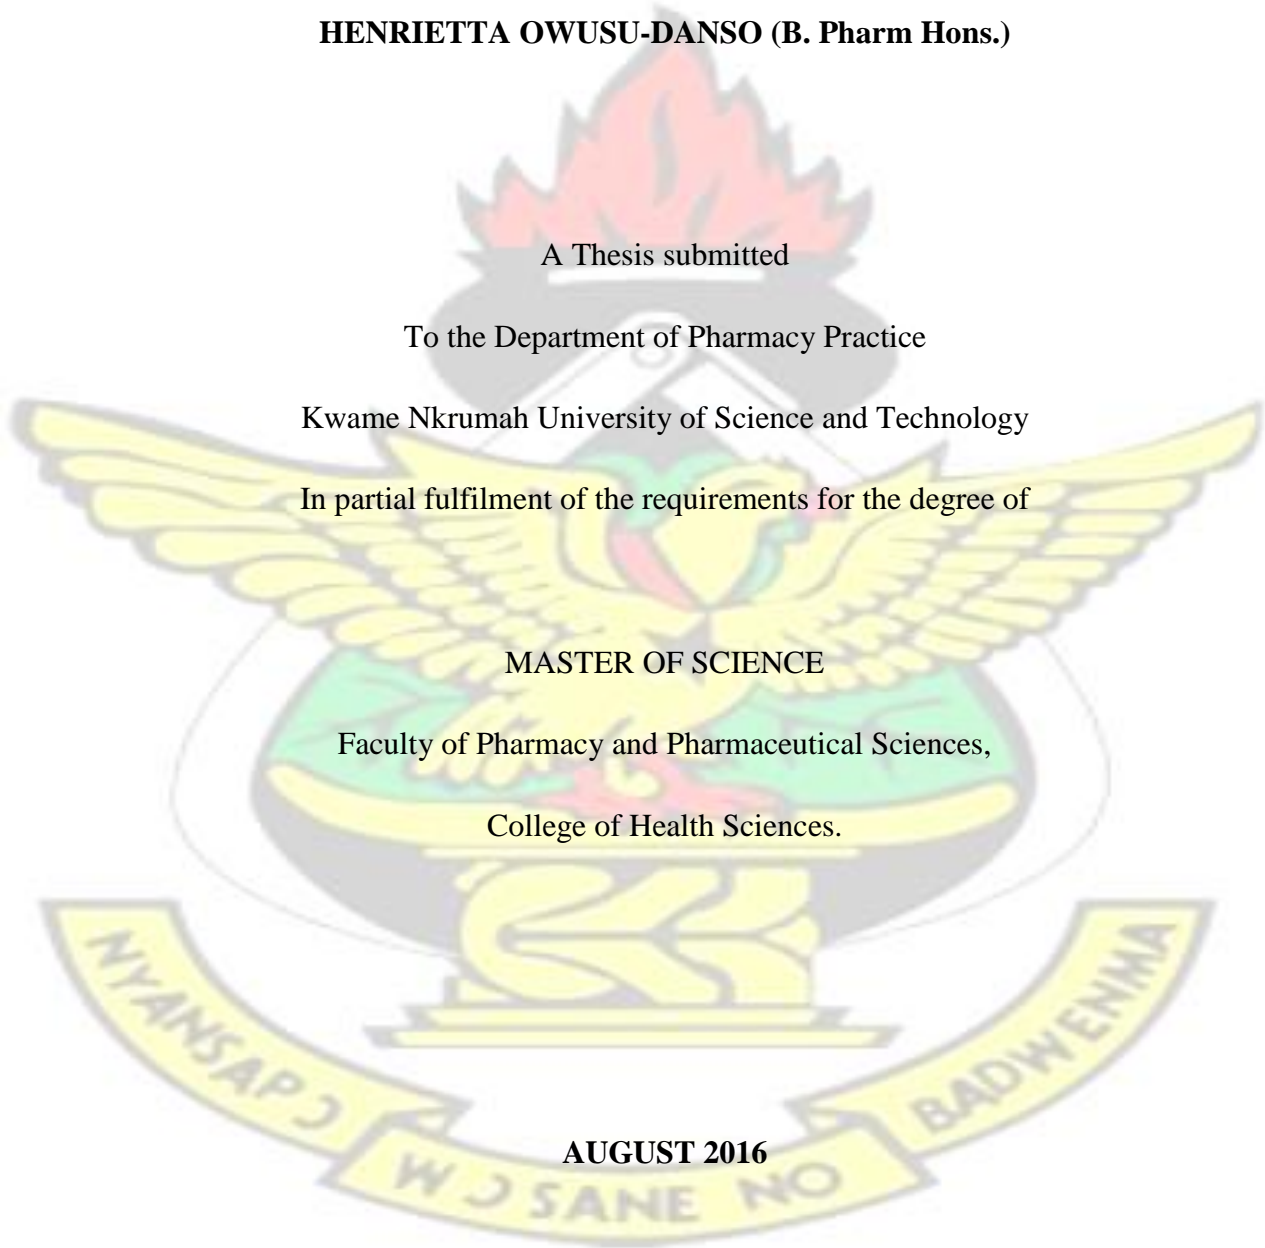 HENRIETTA OWUSU-DANSO (B. Pharm Hons.)
A Thesis submitted
To the Department of Pharmacy Practice
Kwame Nkrumah University of Science and Technology
In partial fulfilment of the requirements for the degree of
MASTER OF SCIENCE
Faculty of Pharmacy and Pharmaceutical Sciences,
College of Health Sciences.
AUGUST 2016
NYANSAPƆ WƆSANE NO BADWENMA